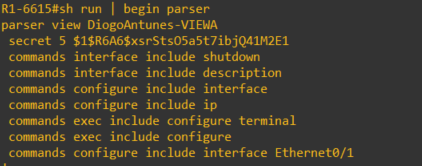 R1-6615#sh run | begin parser
parser view DiogoAntunes-VIEWA
secret 5 $1$R6A6$xsrStsO5a5t7ibjQ41M2E1
commands interface include shutdown
commands interface include description
commands configure include interface
commands configure include ip
commands exec include configure terminal
commands exec include configure
commands configure include interface Ethernet0/1